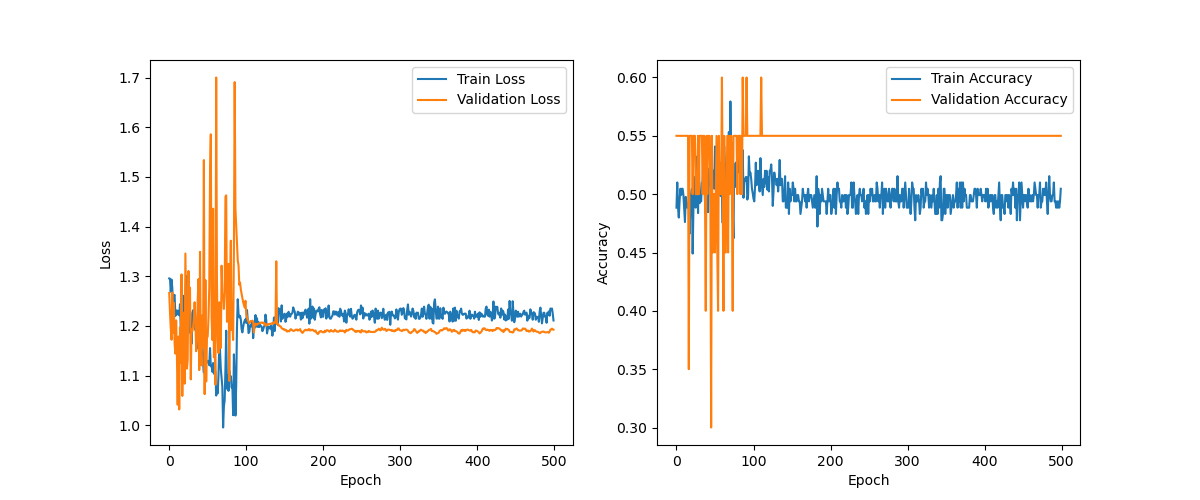 Train Loss
Validation Loss
1.7
1.6
1.5
1.4
1.3
1.2
1.1
1.0
Loss
0 100 200 300 400 500
Epoch
Train Accuracy
Validation Accuracy
0.60
0.55
0.50
0.45
0.40
0.35
0.30
Accuracy
0 100 200 300 400 500
Epoch